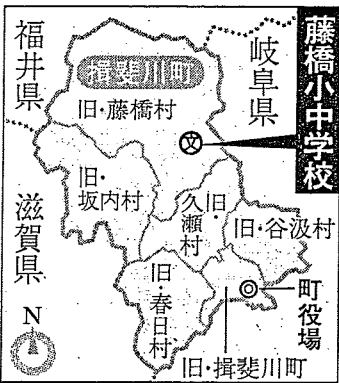 藤橋小中学校
岐阜県
福井県
揖斐川町
旧・藤橋村
文
旧・
坂内村
旧・
久瀬村
旧・谷汲村
滋賀県
旧・春日村
町役場
旧・揖斐川町
N